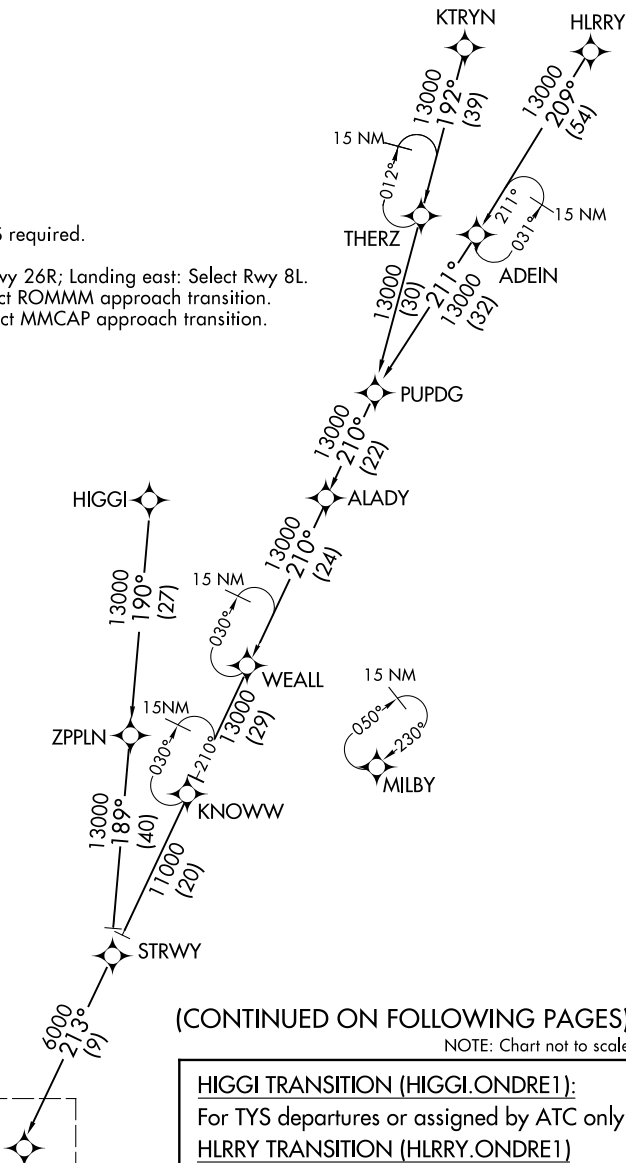 KTRYN
HLRRY
13000
192°
(39)
13000
209°
(54)
15 NM
012°
THERZ
211°
15 NM
031°
ADEIN
required.
wy 26R; Landing east: Select Rwy 8L.
ct ROMMM approach transition.
ct MMCAP approach transition.
13000
(30)
211°
13000
(32)
PUPDG
13000
210°
(22)
HIGGI
ALADY
13000
190°
(27)
13000
210°
(24)
15 NM
030°
WEALL
15NM
030°
210°
13000
(29)
15 NM
050°
230°
MILBY
ZPPLN
KNOWW
13000
189°
(40)
11000
(20)
STRWY
6000
213°
(9)
(CONTINUED ON FOLLOWING PAGES)
NOTE: Chart not to scale
HIGGI TRANSITION (HIGGI.ONDRE1):
For TYS departures or assigned by ATC only
HLRRY TRANSITION (HLRRY.ONDRE1)